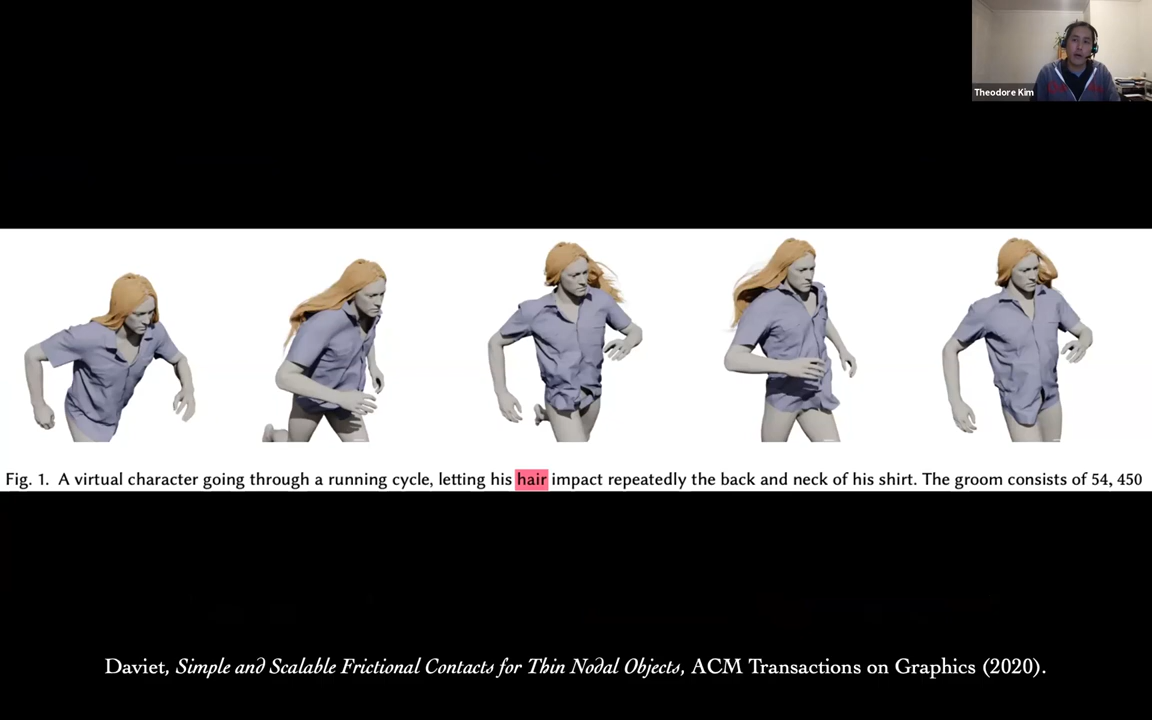 Theodore Kim
Fig. 1. A virtual character going through a running cycle, letting his hair impact repeatedly the back and neck of his shirt. The groom consists of 54, 450
Daviet, Simple and Scalable Frictional Contacts for Thin Nodal Objects, ACM Transactions on Graphics (2020).